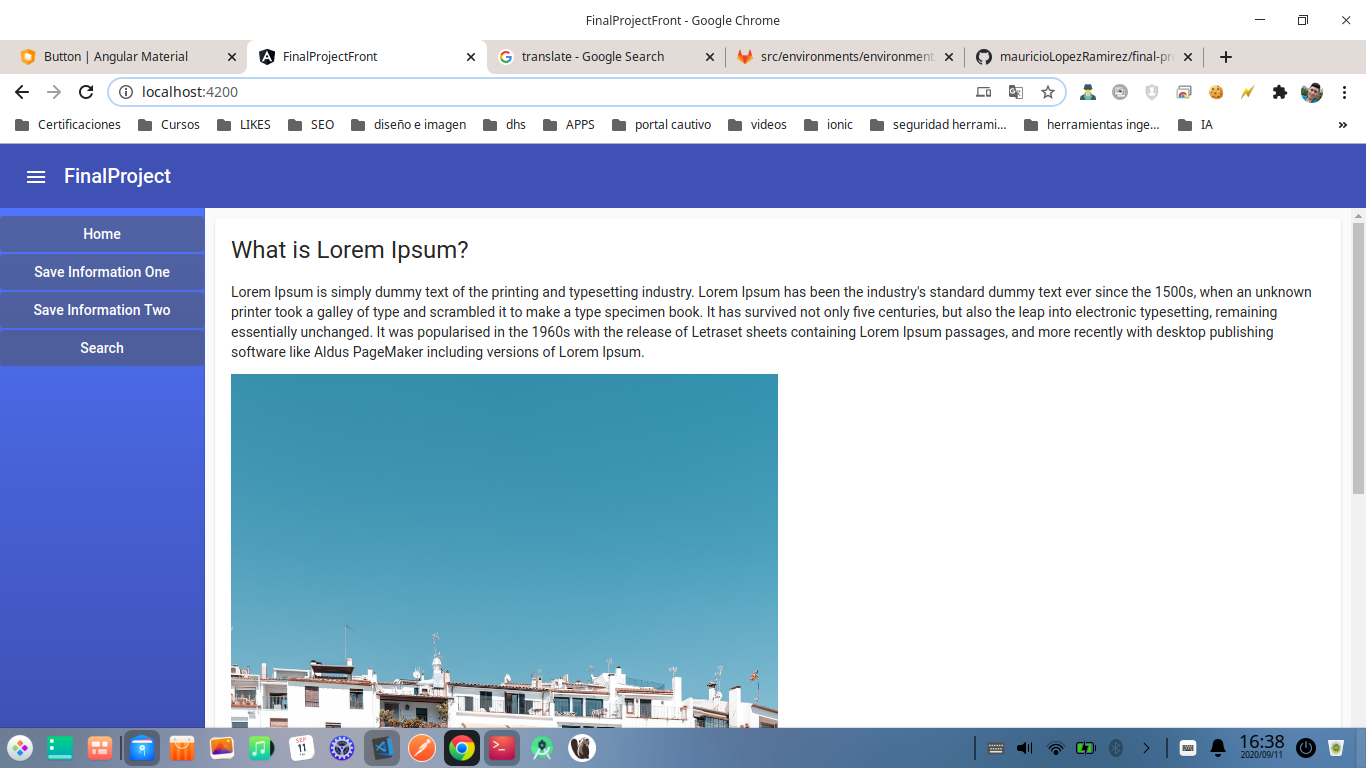 FinalProjectFront - Google Chrome
Button | Angular Material
FinalProjectFront
translate - Google Search
src/environments/environment
mauricioLopezRamirez/final-pro
localhost:4200
Certificaciones
Cursos
LIKES
SEO
diseño e imagen
dhs
APPS
portal cautivo
videos
ionic
seguridad herrami...
herramientas inge...
IA
»
FinalProject
Home
Save Information One
Save Information Two
Search
What is Lorem Ipsum?
Lorem Ipsum is simply dummy text of the printing and typesetting industry. Lorem Ipsum has been the industry's standard dummy text ever since the 1500s, when an unknown
printer took a galley of type and scrambled it to make a type specimen book. It has survived not only five centuries, but also the leap into electronic typesetting, remaining
essentially unchanged. It was popularised in the 1960s with the release of Letraset sheets containing Lorem Ipsum passages, and more recently with desktop publishing
software like Aldus PageMaker including versions of Lorem Ipsum.
SEP
11
16:38
2020/09/11